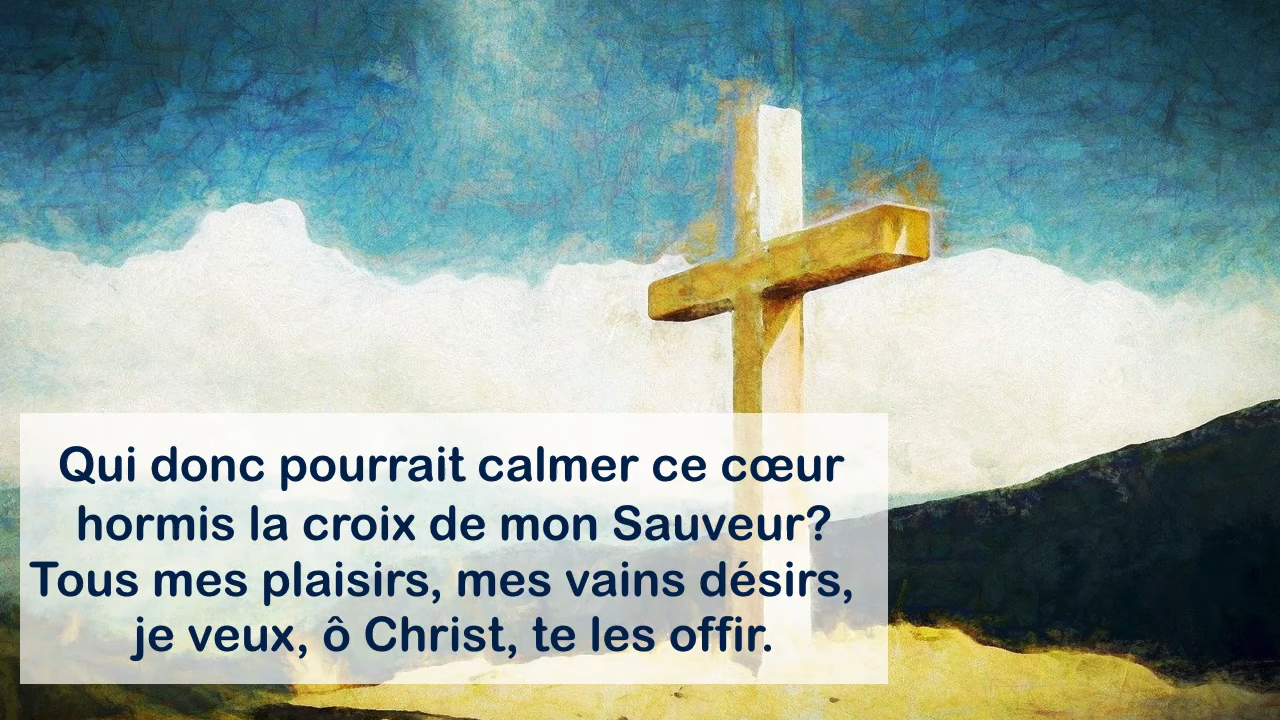 Qui donc pourrait calmer ce cœur
hormis la croix de mon Sauveur?
Tous mes plaisirs, mes vains désirs,
je veux, ô Christ, te les offir.